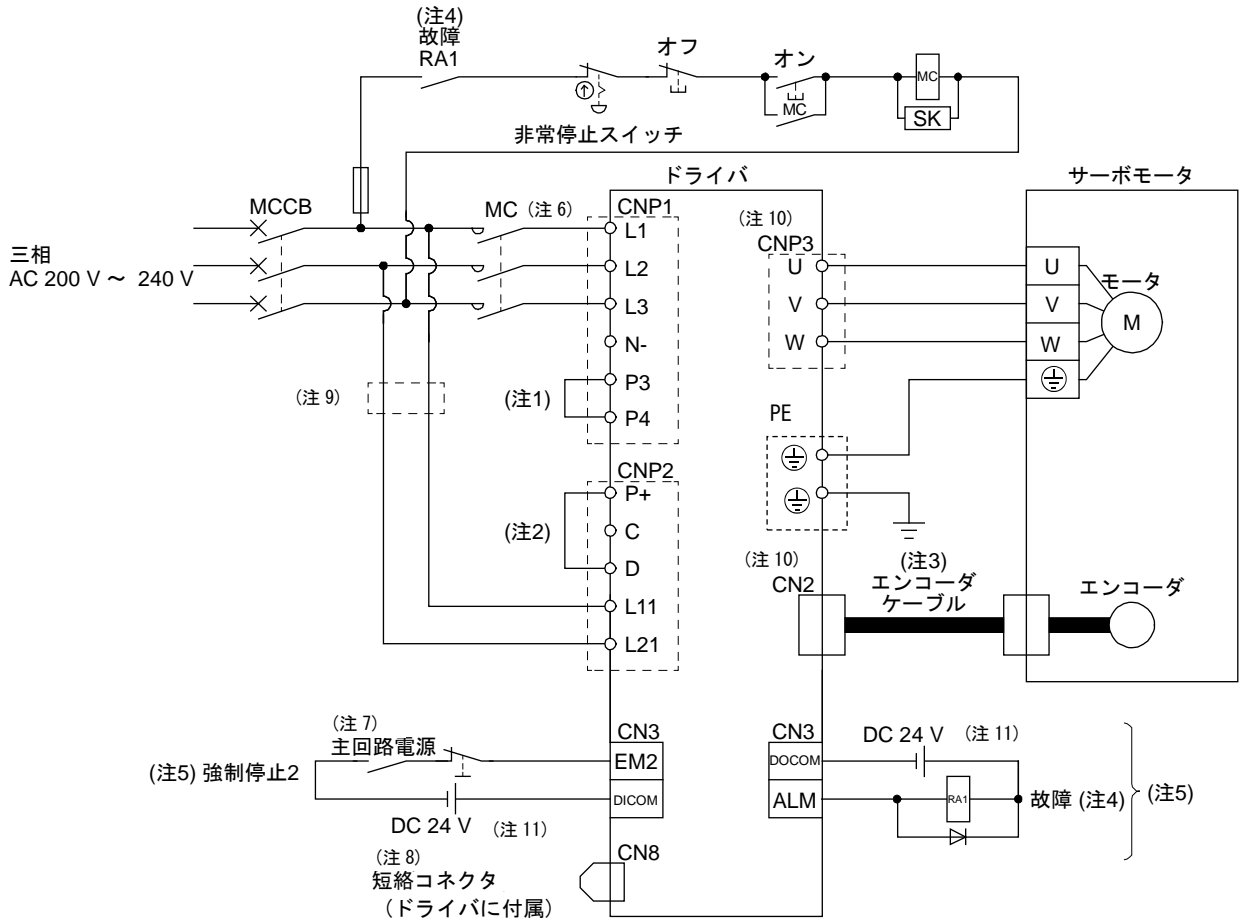 (注4)
故障
RA1
オフ
オン
MC
MC
SK
非常停止スイッチ
ドライバ
サーボモータ
MCCB
MC (注 6)
CNP1
L1
L2
L3
N-
P3
P4
(注1)
三相
AC 200 V ～ 240 V
(注 9)
(注 10)
CNP3
U
V
W
U
V
W
モータ
M
PE
CNP2
P+
C
D
L11
L21
(注2)
(注 10)
CN2
(注3)
エンコーダ
ケーブル
エンコーダ
(注 7)
主回路電源
(注5) 強制停止2
DC 24 V (注 11)
CN3
EM2
DICOM
CN3
DOCOM
ALM
DC 24 V (注 11)
RA1
故障 (注4)
(注5)
(注 8)
短絡コネクタ
(ドライバに付属)
CN8